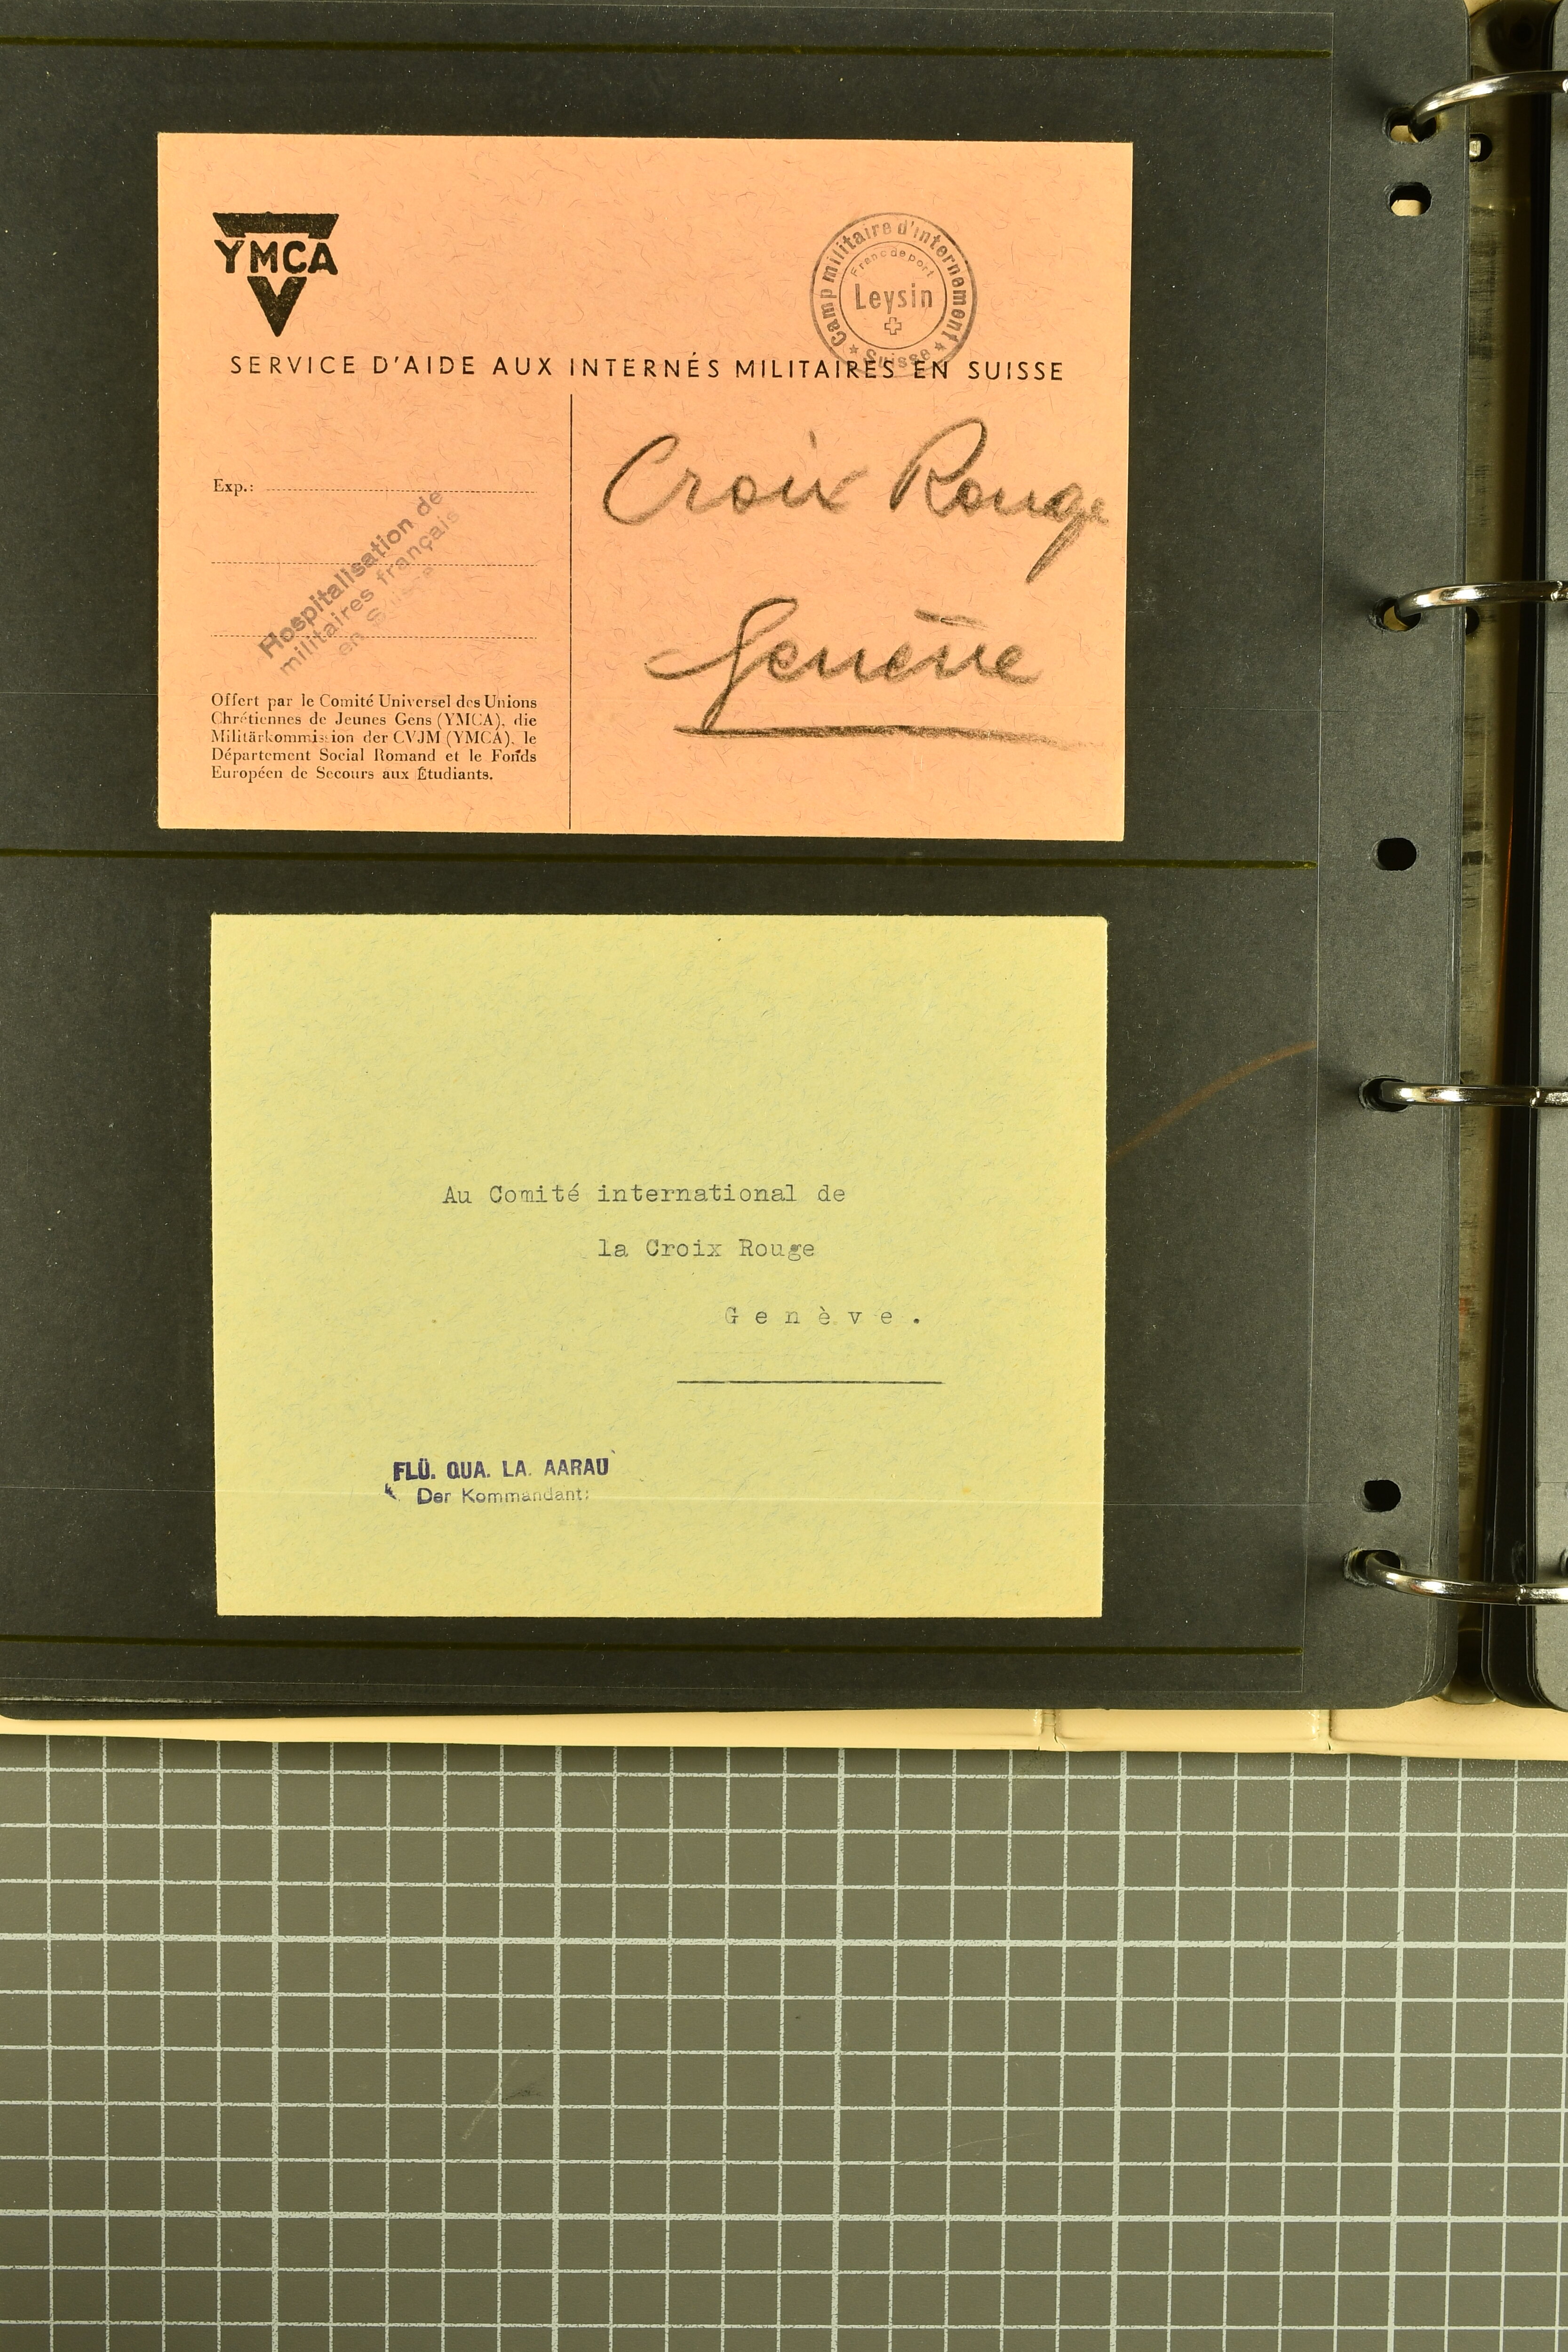 YMCA
Camp militaire d'internement
Franc de port
Leysin
Suisse
SERVICE D'AIDE AUX INTERNÉS MILITAIRES EN SUISSE
Exp.:
Hospitalisation de
militaires français
en Suisse
Croix Rouge
Genève
Offert par le Comité Universel des Unions
Chrétiennes de Jeunes Gens (YMCA), die
Militärkommission der CVJM (YMCA), le
Département Social Romand et le Fonds
Européen de Secours aux Étudiants.
Au Comité international de
la Croix Rouge
Genève.
FLÜ. QUA. LA. AARAU
Der Kommandant: